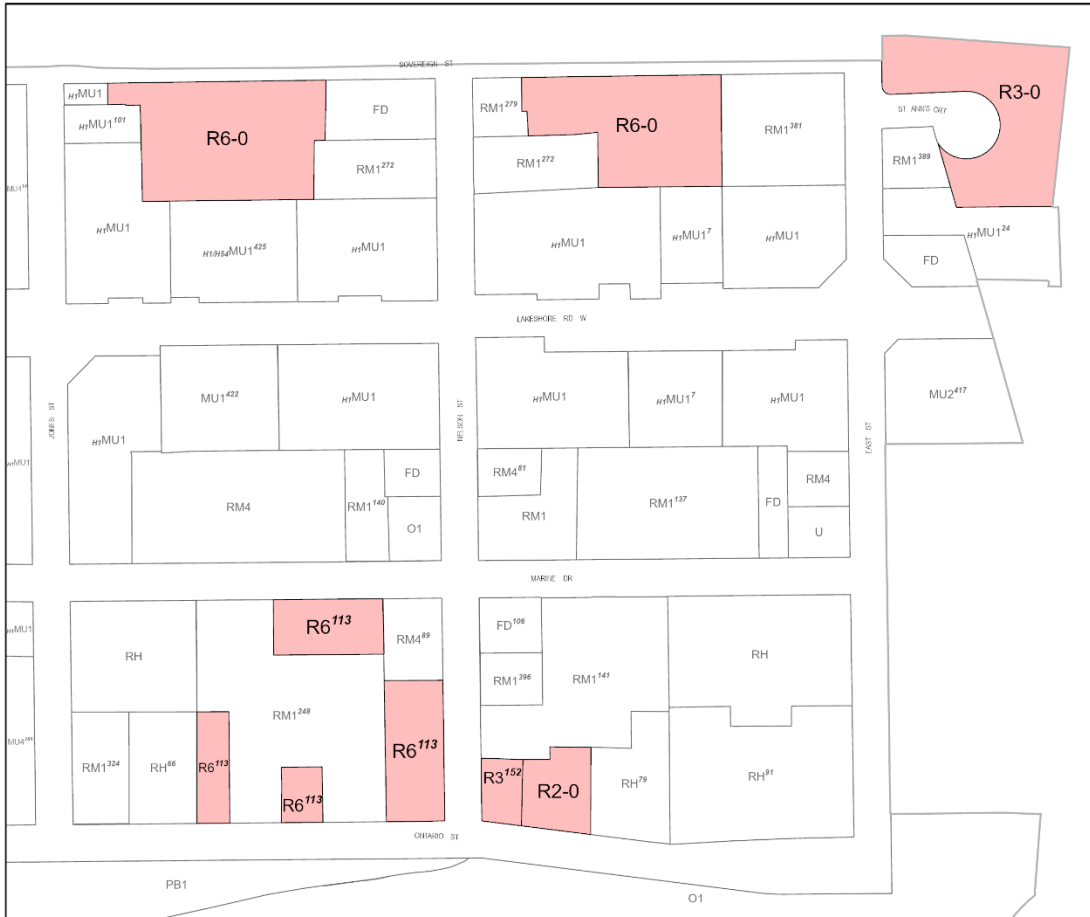 SOVEREIGN ST
H1MU1
R6-0
FD
RM1279
R6-0
RM1381
R3-0
ST ANN'S CRT
H1MU1101
RM1272
RM1272
RM1389
H1MU1
H1/H54MU1425
H1MU1
H1MU1
H1MU17
H1MU1
H1MU124
FD
LAKESHORE RD W
JONES ST
MU1422
H1MU1
NELSON ST
H1MU1
H1MU17
H1MU1
EAST ST
MU2417
H1MU1
H1MU1
RM4
RM1140
FD
O1
RM481
RM1
RM1137
FD
RM4
U
MARINE DR
H1MU1
RH
R6113
RM489
FD106
RM1396
RM1141
RH
RM1248
RM1324
RH66
R6113
R6113
R6113
R3152
R2-0
RH79
RH91
ONTARIO ST
PB1
O1